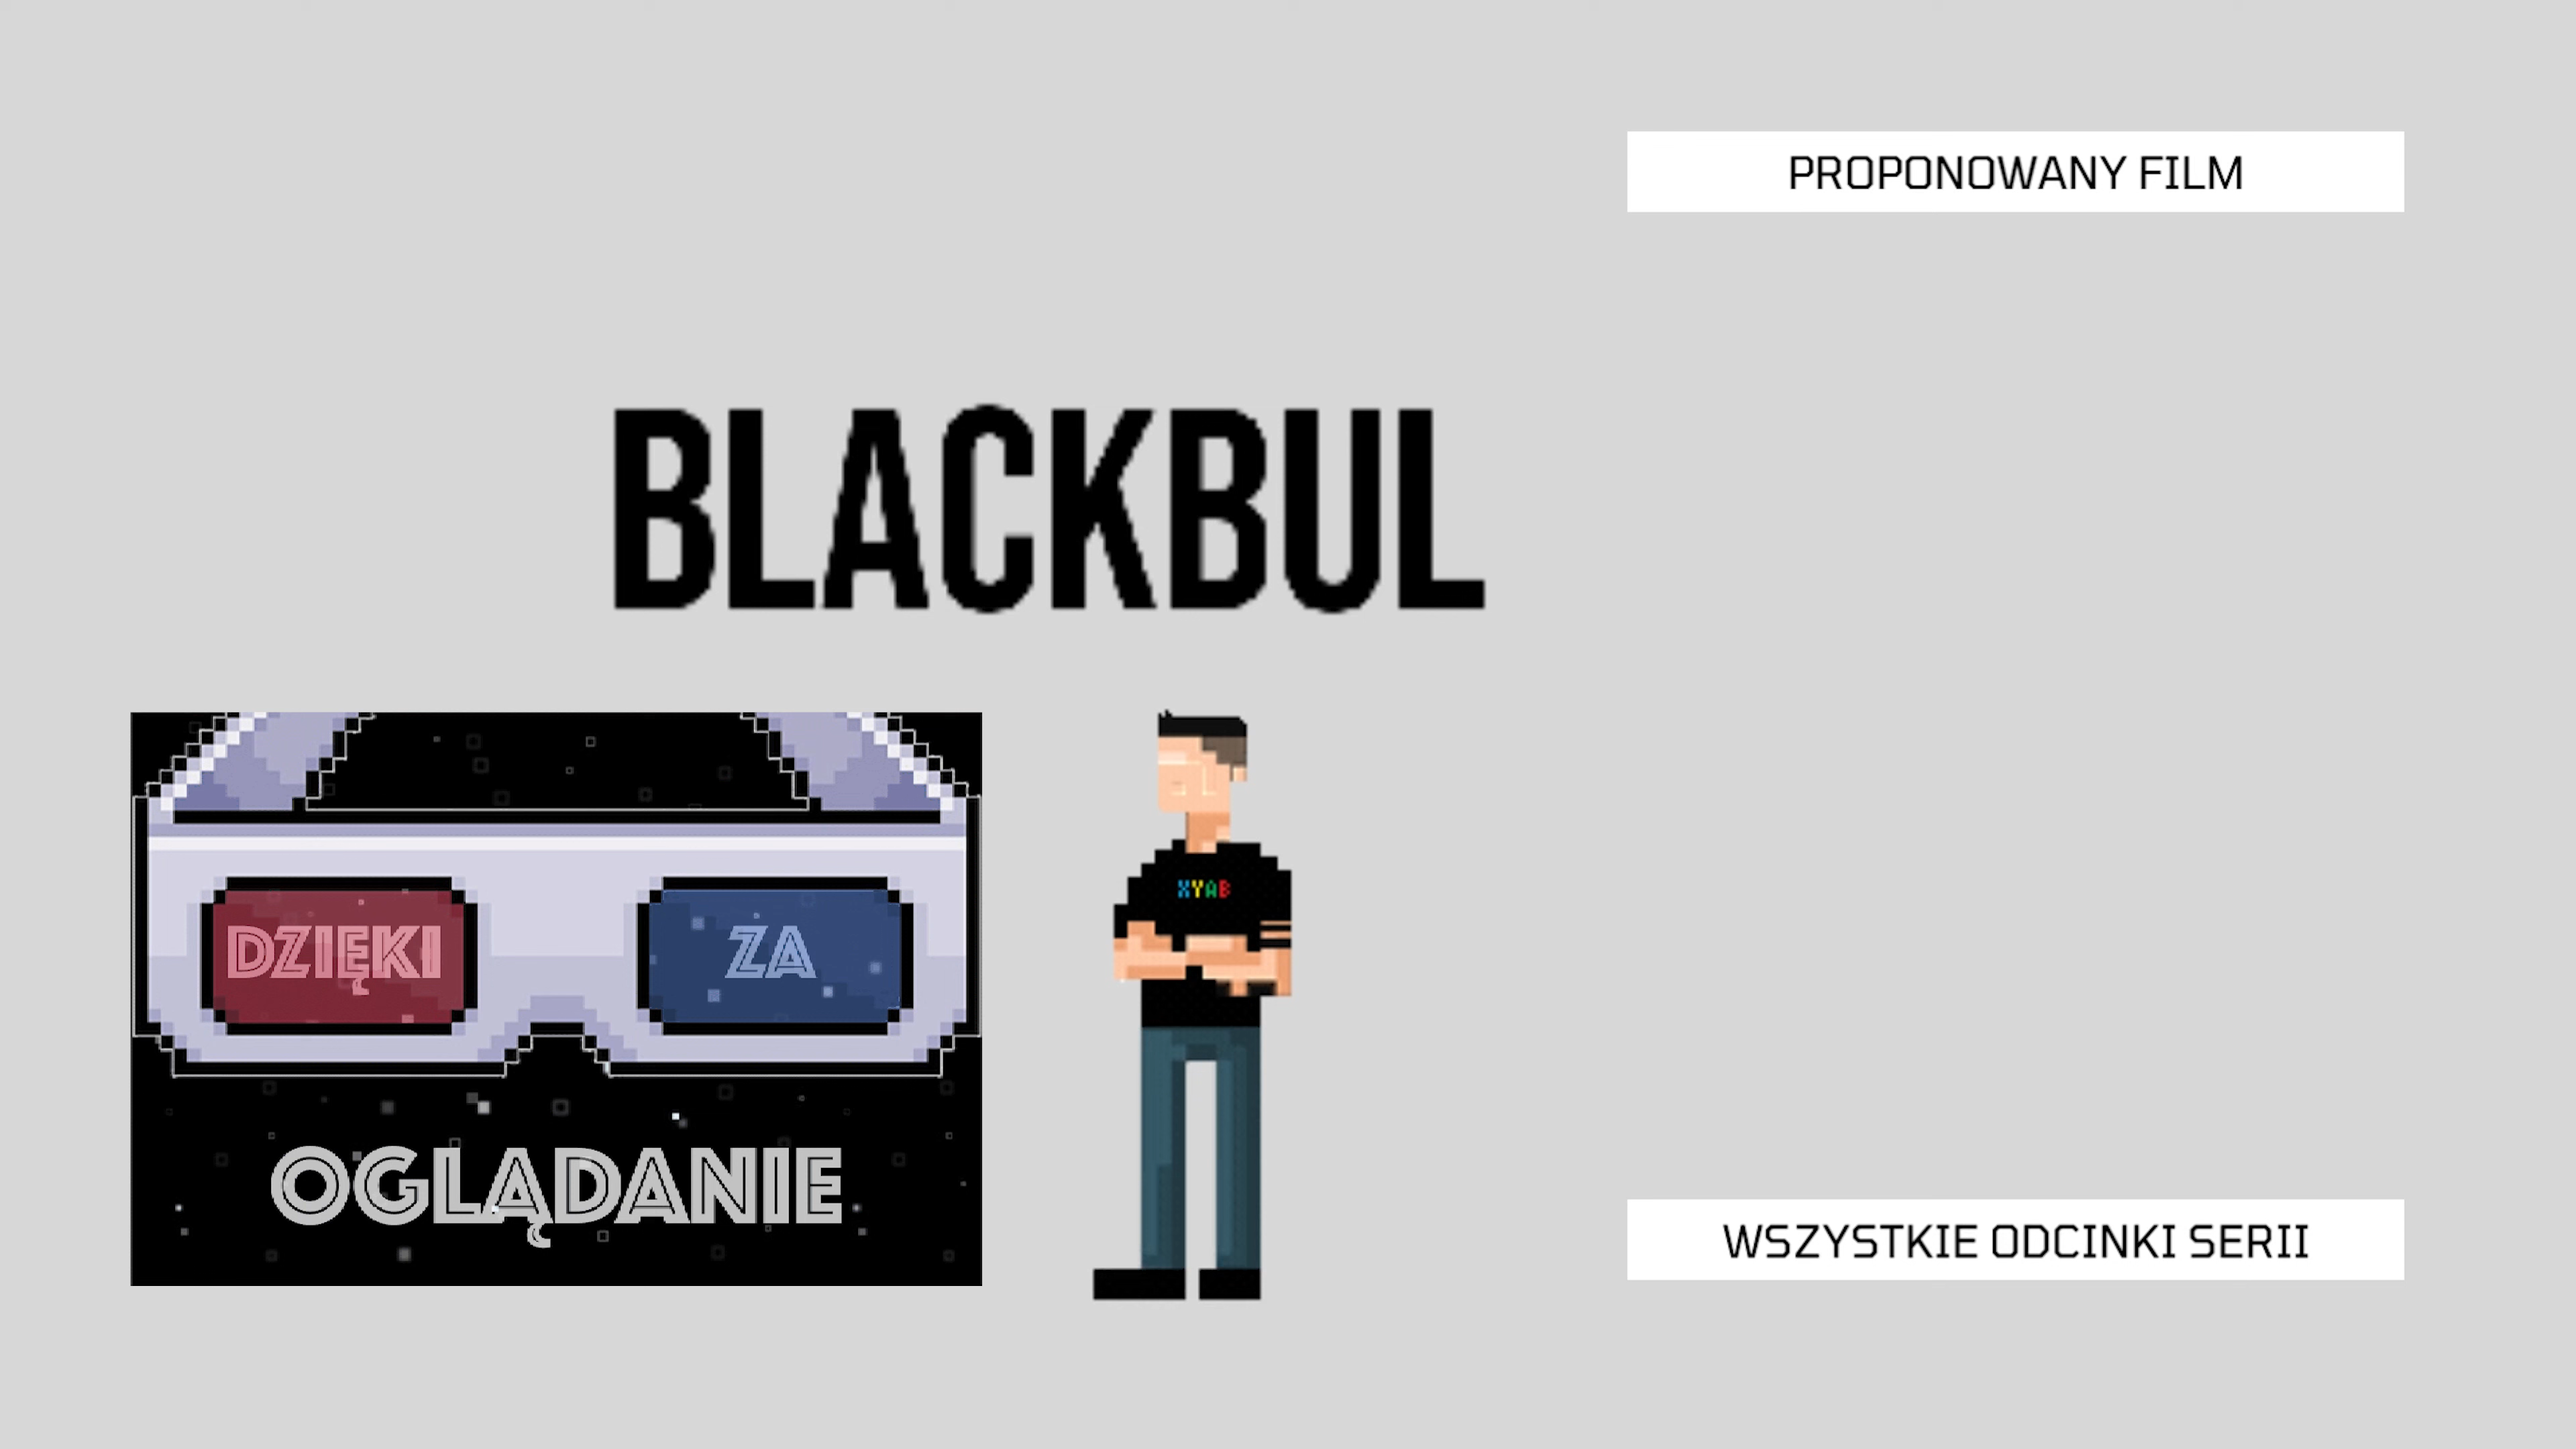 PROPONOWANY FILM
BLACKBUL
DZIĘKI ZA
OGLĄDANIE
XYAB
WSZYSTKIE ODCINKI SERII